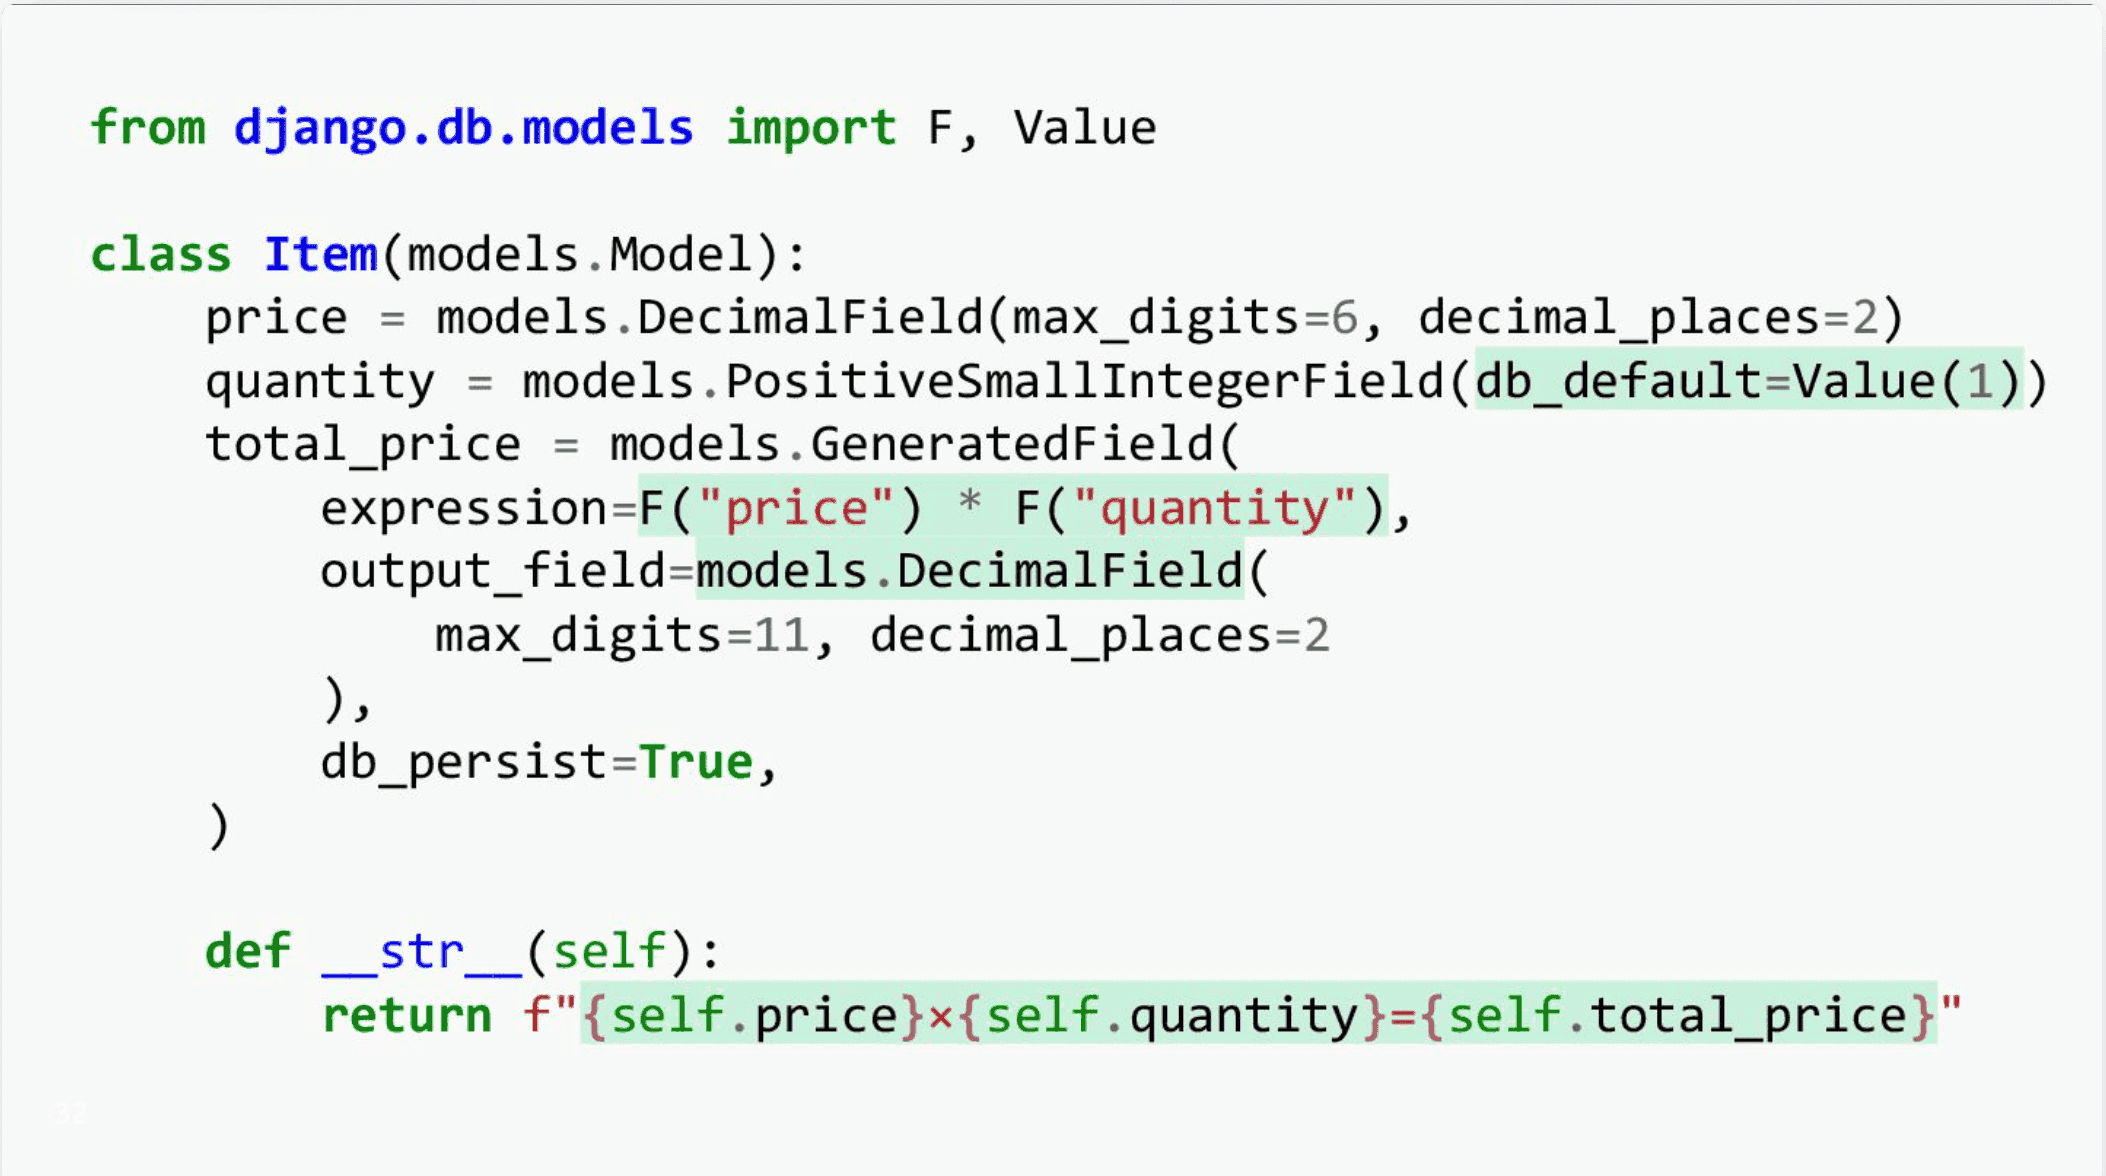 from django.db.models import F, Value
class Item(models.Model):
    price = models.DecimalField(max_digits=6, decimal_places=2)
    quantity = models.PositiveSmallIntegerField(db_default=Value(1))
    total_price = models.GeneratedField(
        expression=F("price") * F("quantity"),
        output_field=models.DecimalField(
            max_digits=11, decimal_places=2
        ),
        db_persist=True,
    )
    def __str__(self):
        return f"{self.price}×{self.quantity}={self.total_price}"
32